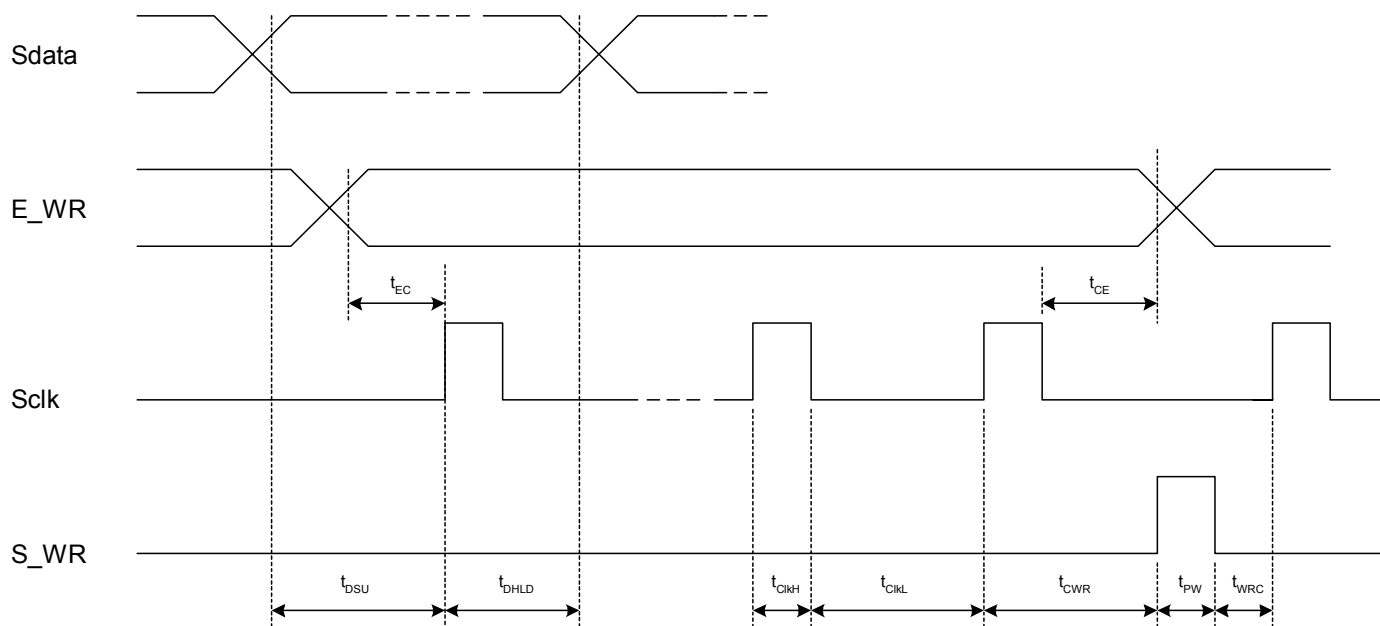 Sdata
E_WR
tEC
tCE
Sclk
S_WR
tDSU
tDHLD
tClkH
tClkL
tCWR
tPW
tWRC